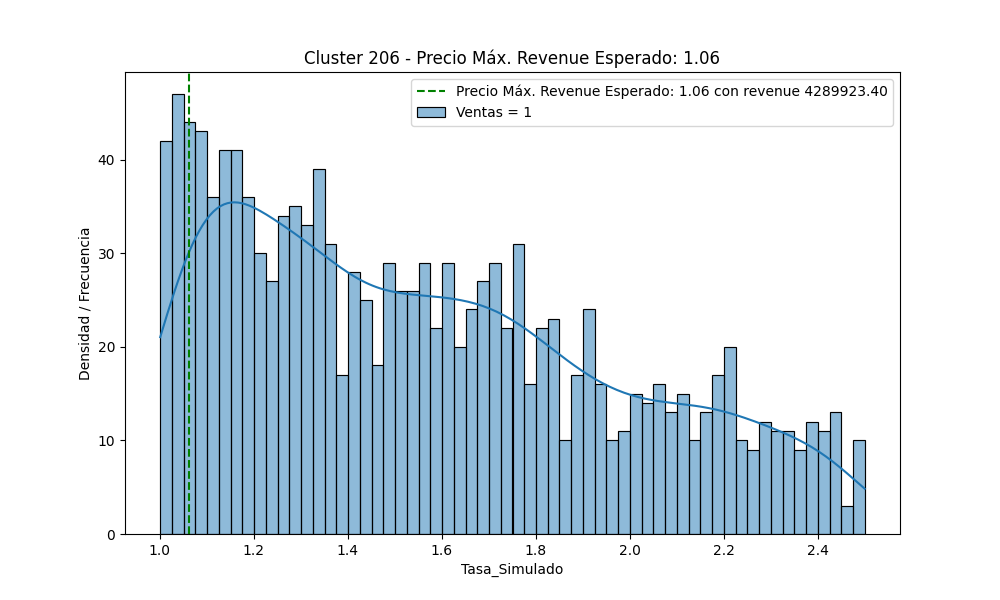 Cluster 206 - Precio Máx. Revenue Esperado: 1.06
Precio Máx. Revenue Esperado: 1.06 con revenue 4289923.40
Ventas = 1
Densidad / Frecuencia
40
30
20
10
0
1.0 1.2 1.4 1.6 1.8 2.0 2.2 2.4
Tasa_Simulado